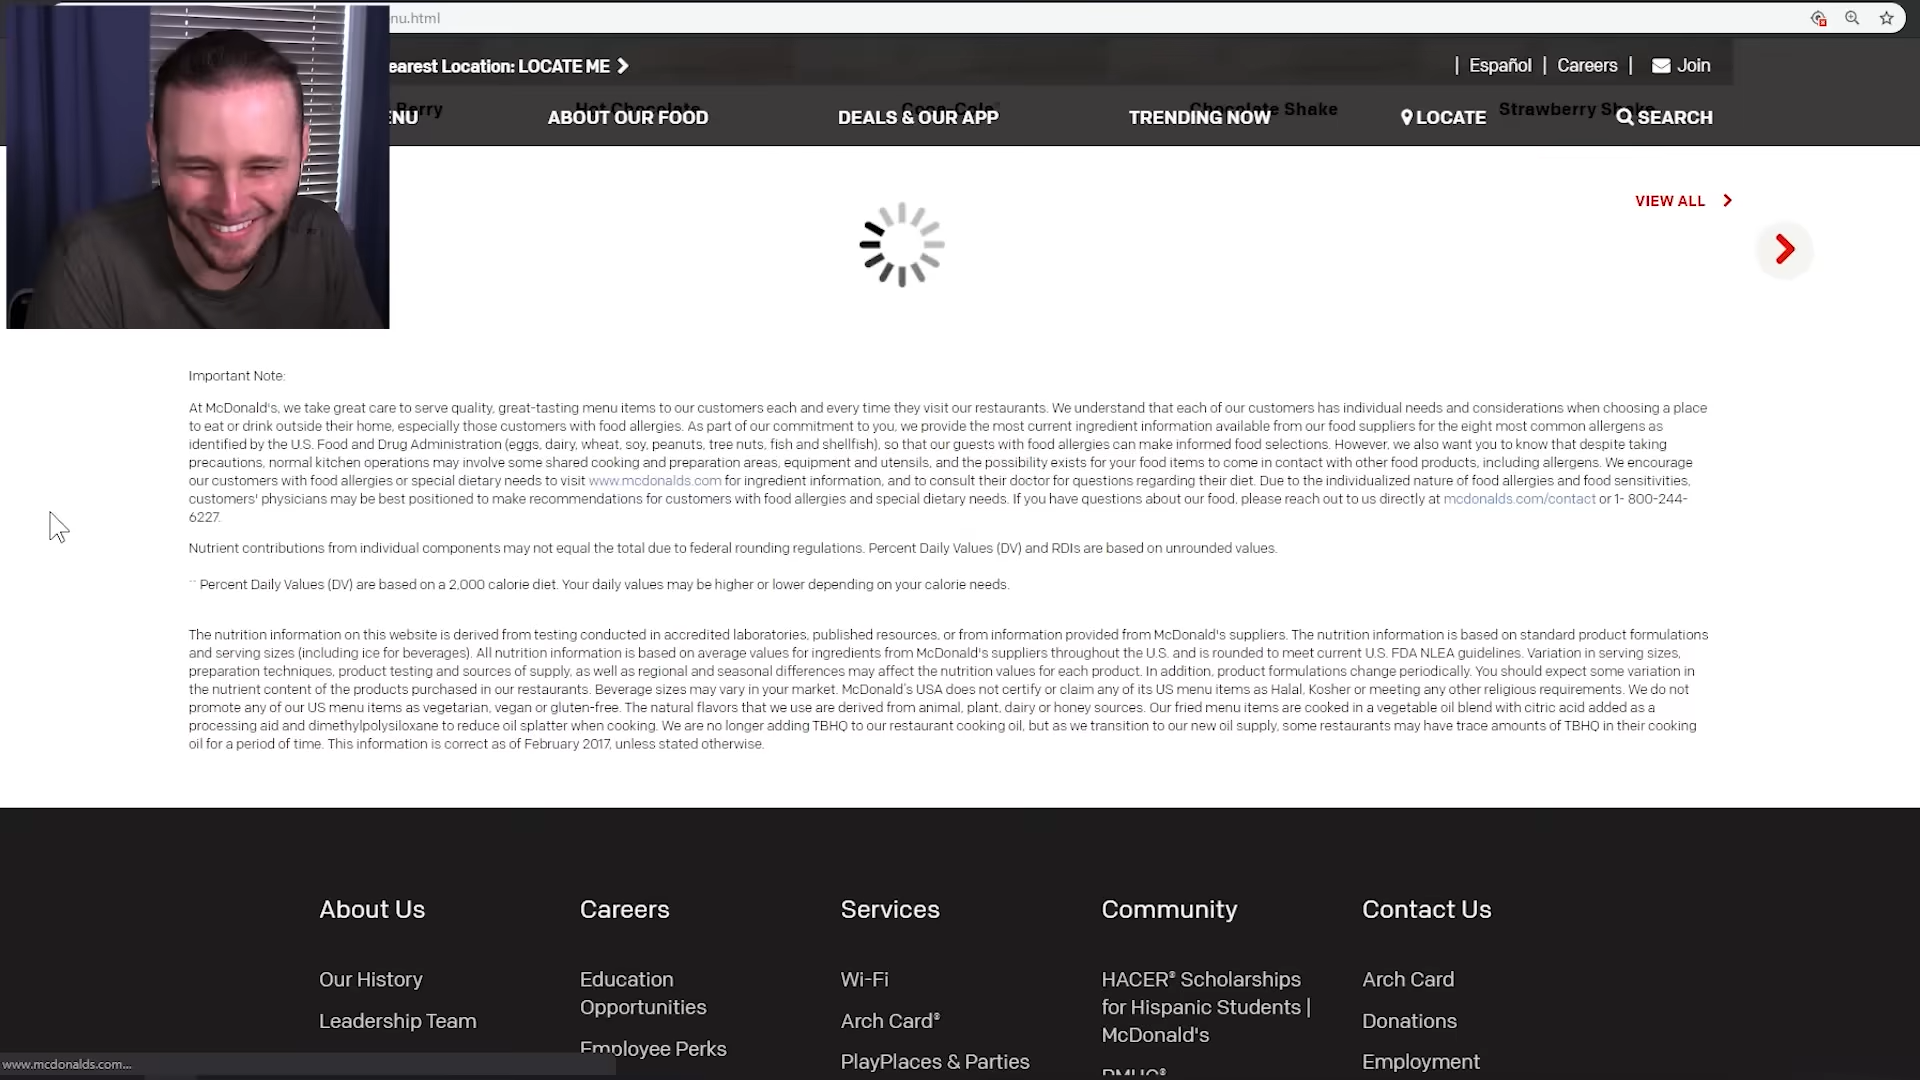 nu.html
earest Location: LOCATE ME
| Español | Careers | Join
Berry Hot Chocolate Coca-Cola® Chocolate Shake Strawberry Shake
NU ABOUT OUR FOOD DEALS & OUR APP TRENDING NOW LOCATE SEARCH
VIEW ALL
Important Note:
At McDonald's, we take great care to serve quality, great-tasting menu items to our customers each and every time they visit our restaurants. We understand that each of our customers has individual needs and considerations when choosing a place
to eat or drink outside their home, especially those customers with food allergies. As part of our commitment to you, we provide the most current ingredient information available from our food suppliers for the eight most common allergens as
identified by the U.S. Food and Drug Administration (eggs, dairy, wheat, soy, peanuts, tree nuts, fish and shellfish), so that our guests with food allergies can make informed food selections. However, we also want you to know that despite taking
precautions, normal kitchen operations may involve some shared cooking and preparation areas, equipment and utensils, and the possibility exists for your food items to come in contact with other food products, including allergens. We encourage
our customers with food allergies or special dietary needs to visit www.mcdonalds.com for ingredient information, and to consult their doctor for questions regarding their diet. Due to the individualized nature of food allergies and food sensitivities,
customers' physicians may be best positioned to make recommendations for customers with food allergies and special dietary needs. If you have questions about our food, please reach out to us directly at mcdonalds.com/contact or 1- 800-244-
6227.
Nutrient contributions from individual components may not equal the total due to federal rounding regulations. Percent Daily Values (DV) and RDIs are based on unrounded values.
** Percent Daily Values (DV) are based on a 2,000 calorie diet. Your daily values may be higher or lower depending on your calorie needs.
The nutrition information on this website is derived from testing conducted in accredited laboratories, published resources, or from information provided from McDonald's suppliers. The nutrition information is based on standard product formulations
and serving sizes (including ice for beverages). All nutrition information is based on average values for ingredients from McDonald's suppliers throughout the U.S. and is rounded to meet current U.S. FDA NLEA guidelines. Variation in serving sizes,
preparation techniques, product testing and sources of supply, as well as regional and seasonal differences may affect the nutrition values for each product. In addition, product formulations change periodically. You should expect some variation in
the nutrient content of the products purchased in our restaurants. Beverage sizes may vary in your market. McDonald's USA does not certify or claim any of its US menu items as Halal, Kosher or meeting any other religious requirements. We do not
promote any of our US menu items as vegetarian, vegan or gluten-free. The natural flavors that we use are derived from animal, plant, dairy or honey sources. Our fried menu items are cooked in a vegetable oil blend with citric acid added as a
processing aid and dimethylpolysiloxane to reduce oil splatter when cooking. We are no longer adding TBHQ to our restaurant cooking oil, but as we transition to our new oil supply, some restaurants may have trace amounts of TBHQ in their cooking
oil for a period of time. This information is correct as of February 2017, unless stated otherwise.
About Us
Our History
Leadership Team
Careers
Education
Opportunities
Employee Perks
Services
Wi-Fi
Arch Card®
PlayPlaces & Parties
Community
HACER® Scholarships
for Hispanic Students |
McDonald's
RMHC®
Contact Us
Arch Card
Donations
Employment
www.mcdonalds.com...